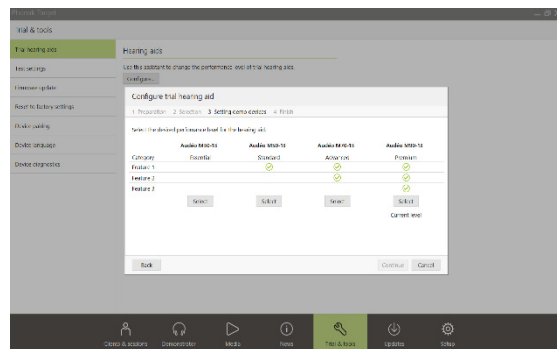 Phonak Target
Trial & tools
Trial hearing aids
Test settings
Firmware update
Reset to factory settings
Device pairing
Device language
Device diagnostics
Hearing aids
Use this assistant to change the performance level of trial hearing aids.
Configure...
Configure trial hearing aid
1 Preparation 2 Selection 3 Setting demo devices 4 Finish
Select the desired performance level for the hearing aid.
Audéo M30-13 Audéo M50-13 Audéo M70-13 Audéo M90-13
Category Essential Standard Advanced Premium
Feature 1
Feature 2
Feature 3
Select Select Select Select
Current level
Back Continue Cancel
Clients & sessions Demonstrator Media News Trial & tools Updates Setup